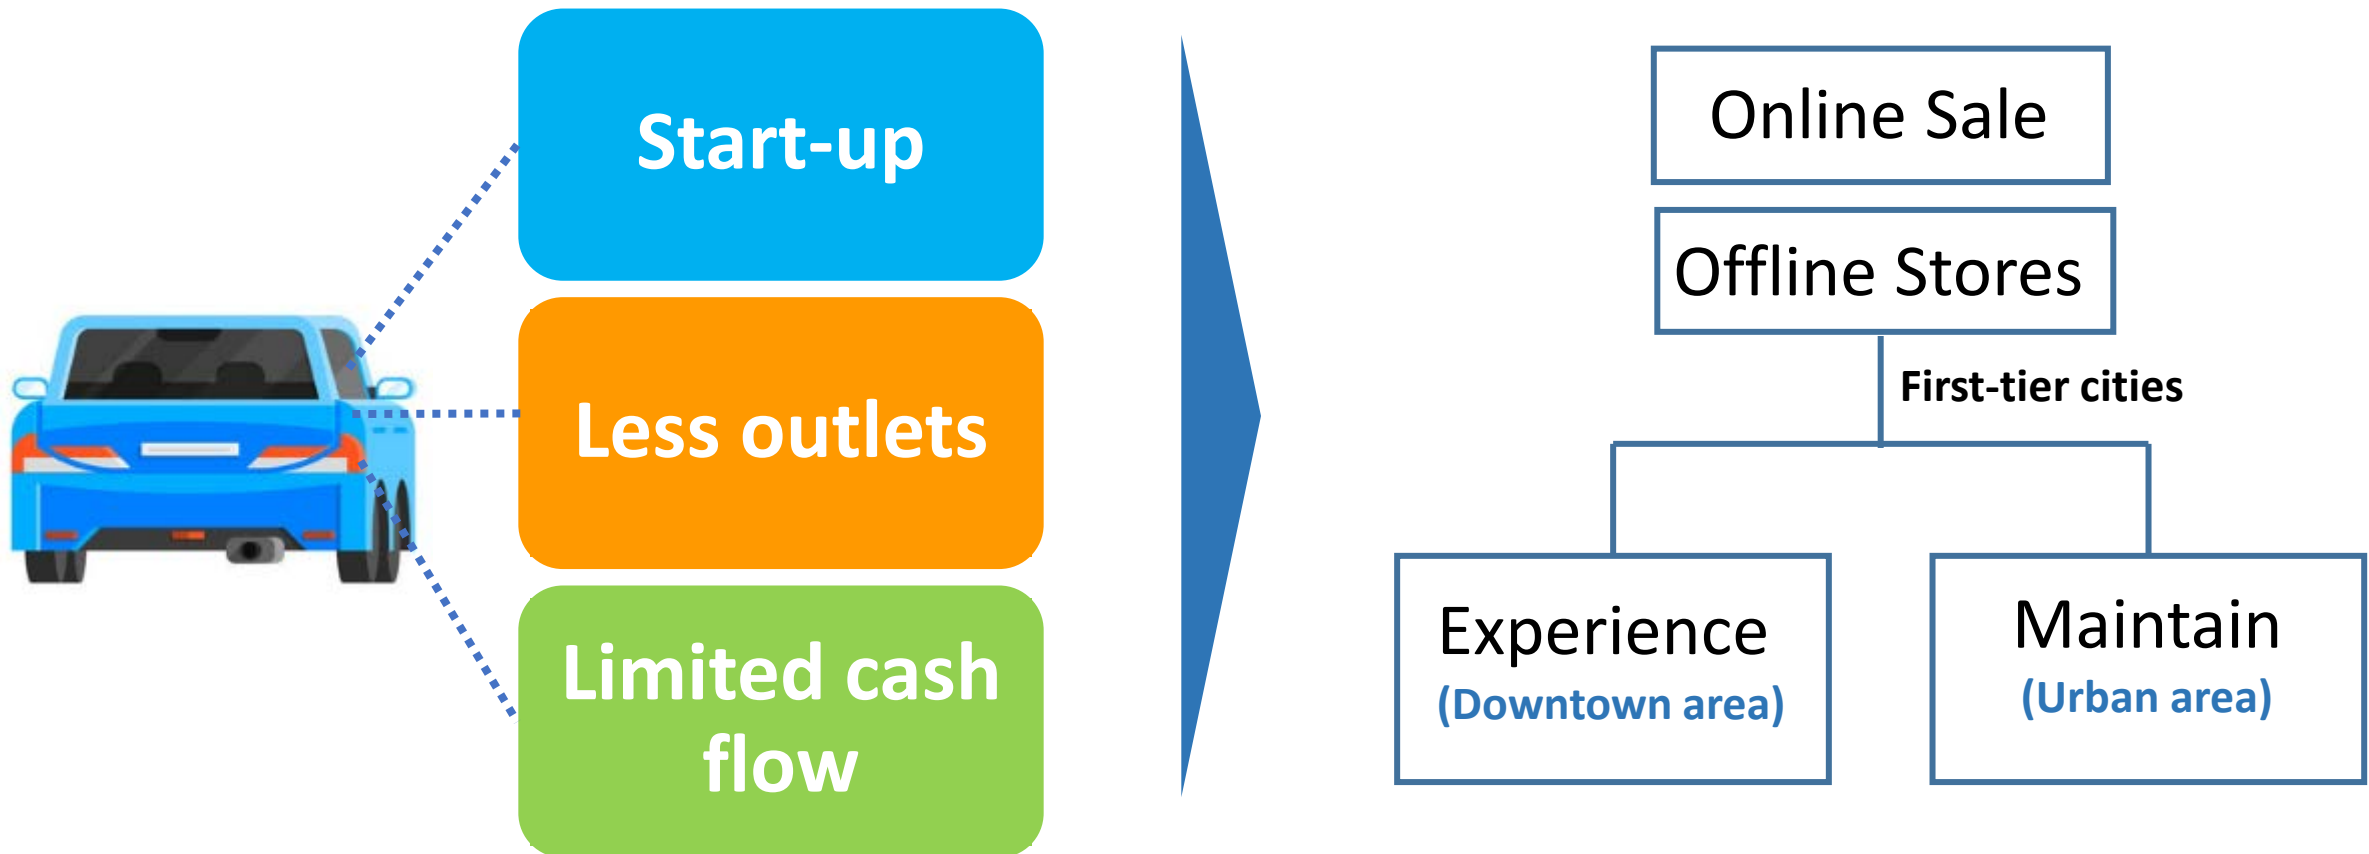 Start-up
Less outlets
Limited cash
flow
Online Sale
Offline Stores
First-tier cities
Experience
(Downtown area)
Maintain
(Urban area)